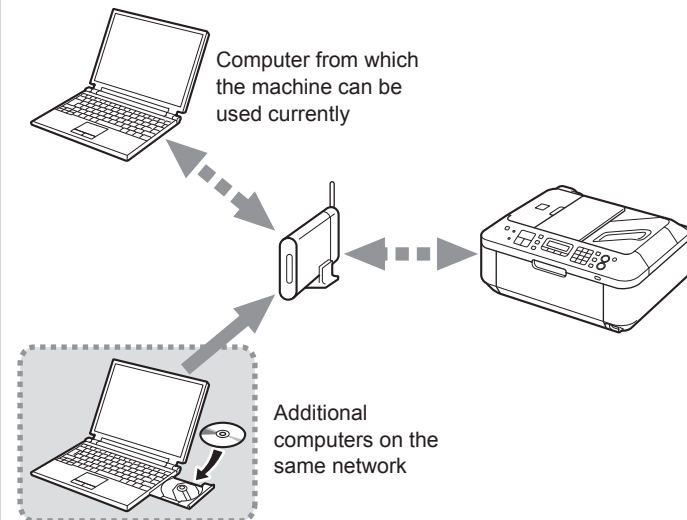 Computer from which
the machine can be
used currently
Additional
computers on the
same network